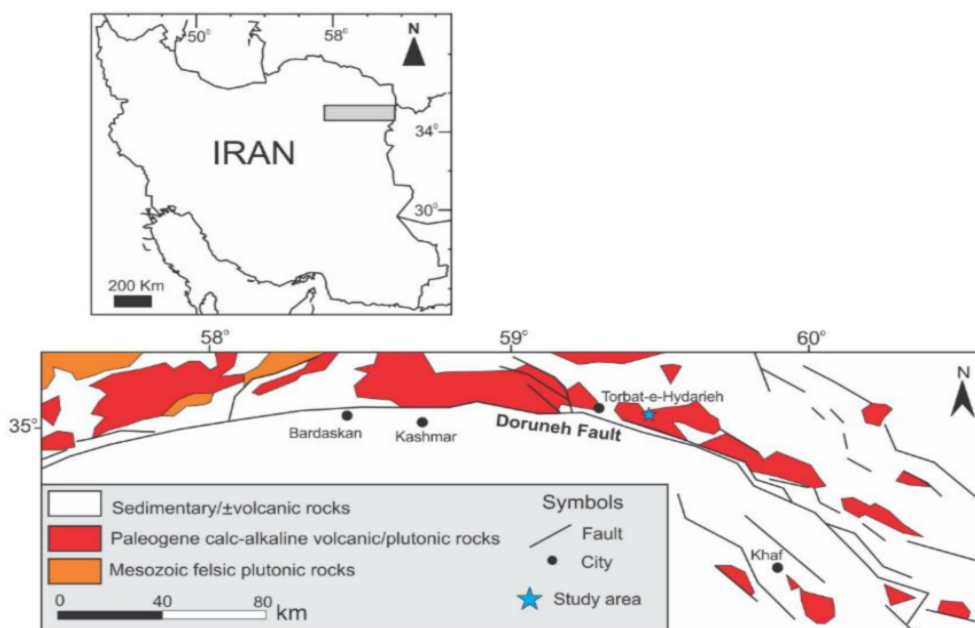 50°
58°
N
34°
IRAN
30°
200 Km
58°
59°
60°
N
Torbat-e-Hydarieh
35°
Bardaskan
Kashmar
Doruneh Fault
Sedimentary/±volcanic rocks
Symbols
Paleogene calc-alkaline volcanic/plutonic rocks
Fault
City
Khaf
Mesozoic felsic plutonic rocks
0 40 80
km
Study area